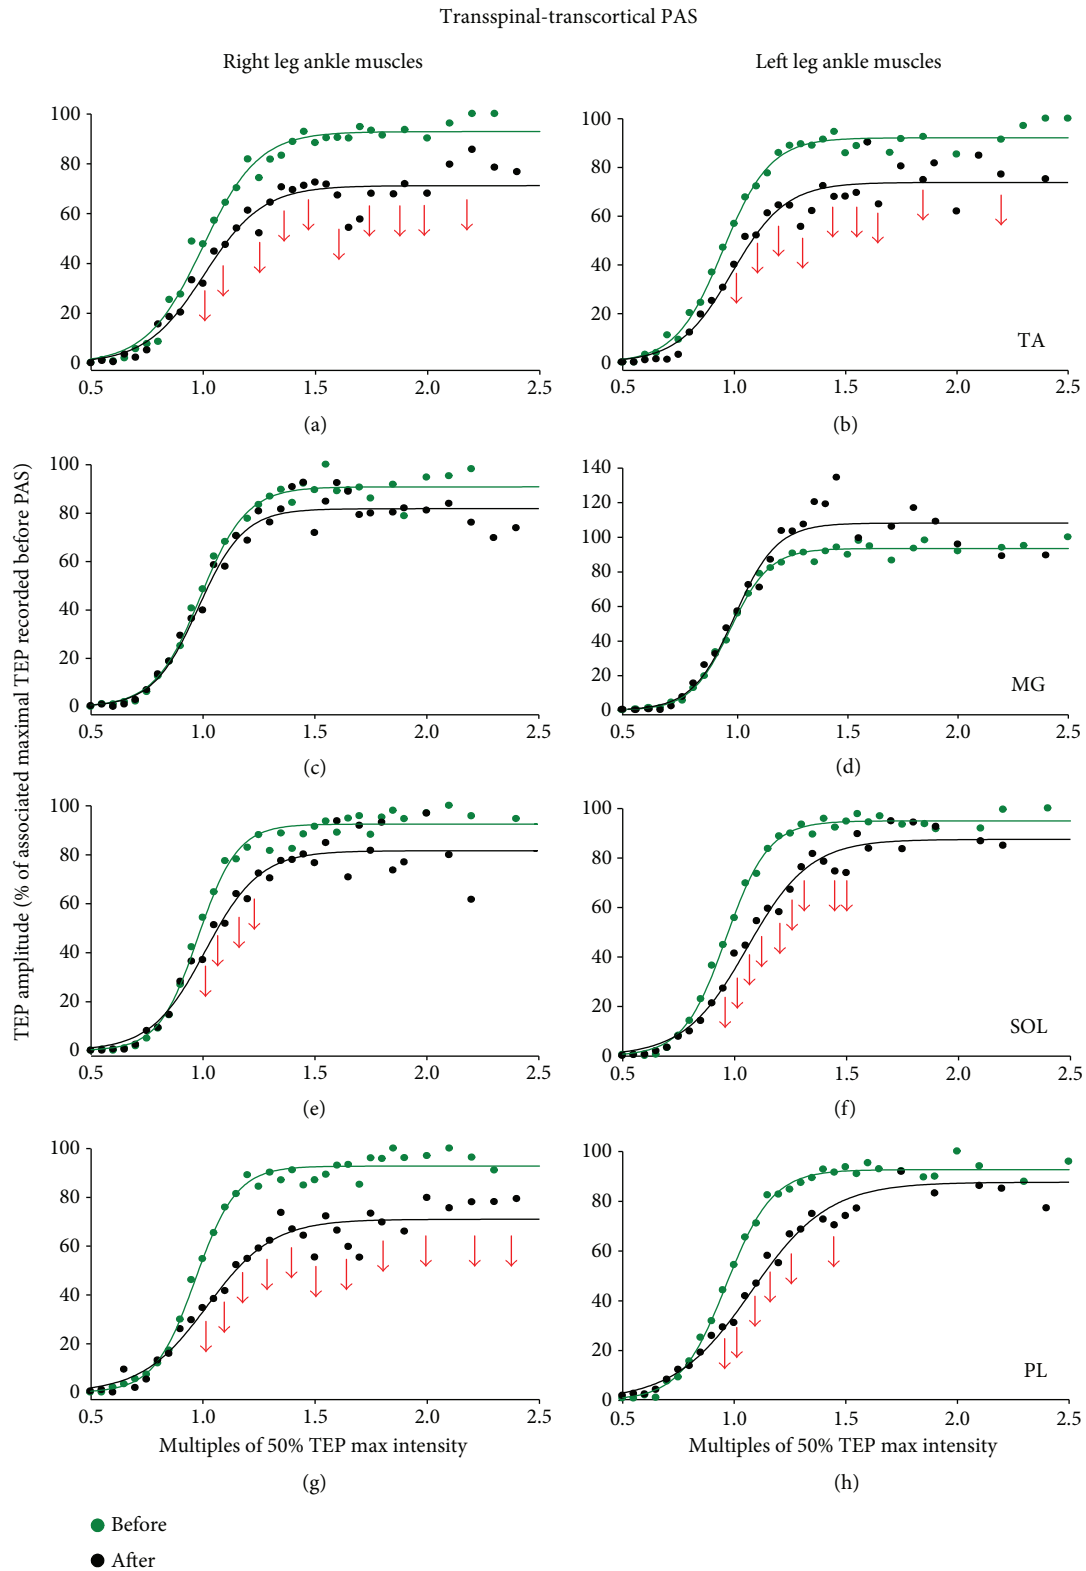 Transspinal-transcortical PAS
Right leg ankle muscles
Left leg ankle muscles
TEP amplitude (% of associated maximal TEP recorded before PAS)
100
80
60
40
20
0
0.5 1.0 1.5 2.0 2.5
(a)
100
80
60
40
20
0
TA
0.5 1.0 1.5 2.0 2.5
(b)
100
80
60
40
20
0
0.5 1.0 1.5 2.0 2.5
(c)
140
120
100
80
60
40
20
0
MG
0.5 1.0 1.5 2.0 2.5
(d)
100
80
60
40
20
0
0.5 1.0 1.5 2.0 2.5
(e)
100
80
60
40
20
0
SOL
0.5 1.0 1.5 2.0 2.5
(f)
100
80
60
40
20
0
0.5 1.0 1.5 2.0 2.5
Multiples of 50% TEP max intensity
(g)
100
80
60
40
20
0
PL
0.5 1.0 1.5 2.0 2.5
Multiples of 50% TEP max intensity
(h)
Before
After